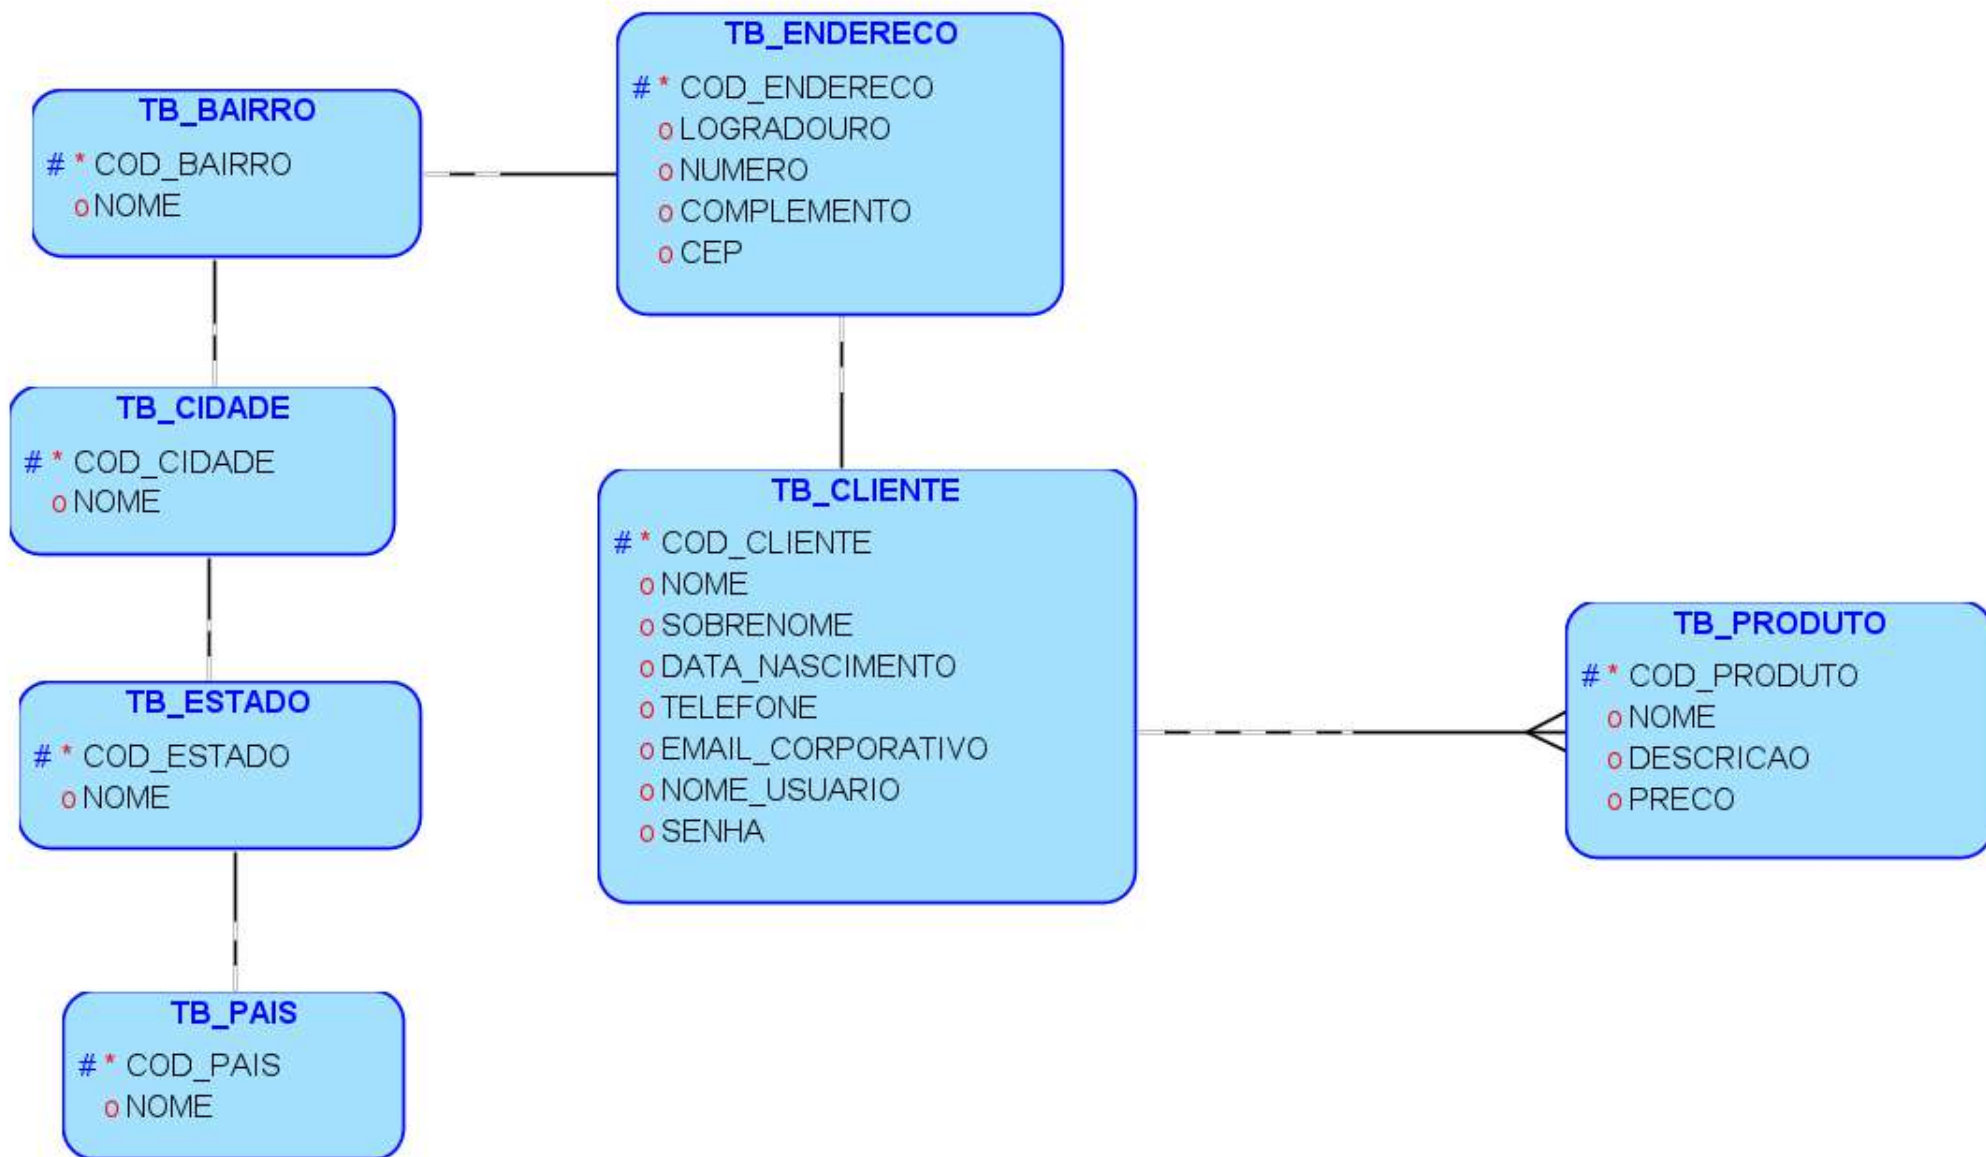 TB_ENDERECO
# * COD_ENDERECO
o LOGRADOURO
o NUMERO
o COMPLEMENTO
o CEP
TB_BAIRRO
# * COD_BAIRRO
o NOME
TB_CIDADE
# * COD_CIDADE
o NOME
TB_ESTADO
# * COD_ESTADO
o NOME
TB_PAIS
# * COD_PAIS
o NOME
TB_CLIENTE
# * COD_CLIENTE
o NOME
o SOBRENOME
o DATA_NASCIMENTO
o TELEFONE
o EMAIL_CORPORATIVO
o NOME_USUARIO
o SENHA
TB_PRODUTO
# * COD_PRODUTO
o NOME
o DESCRICAO
o PRECO